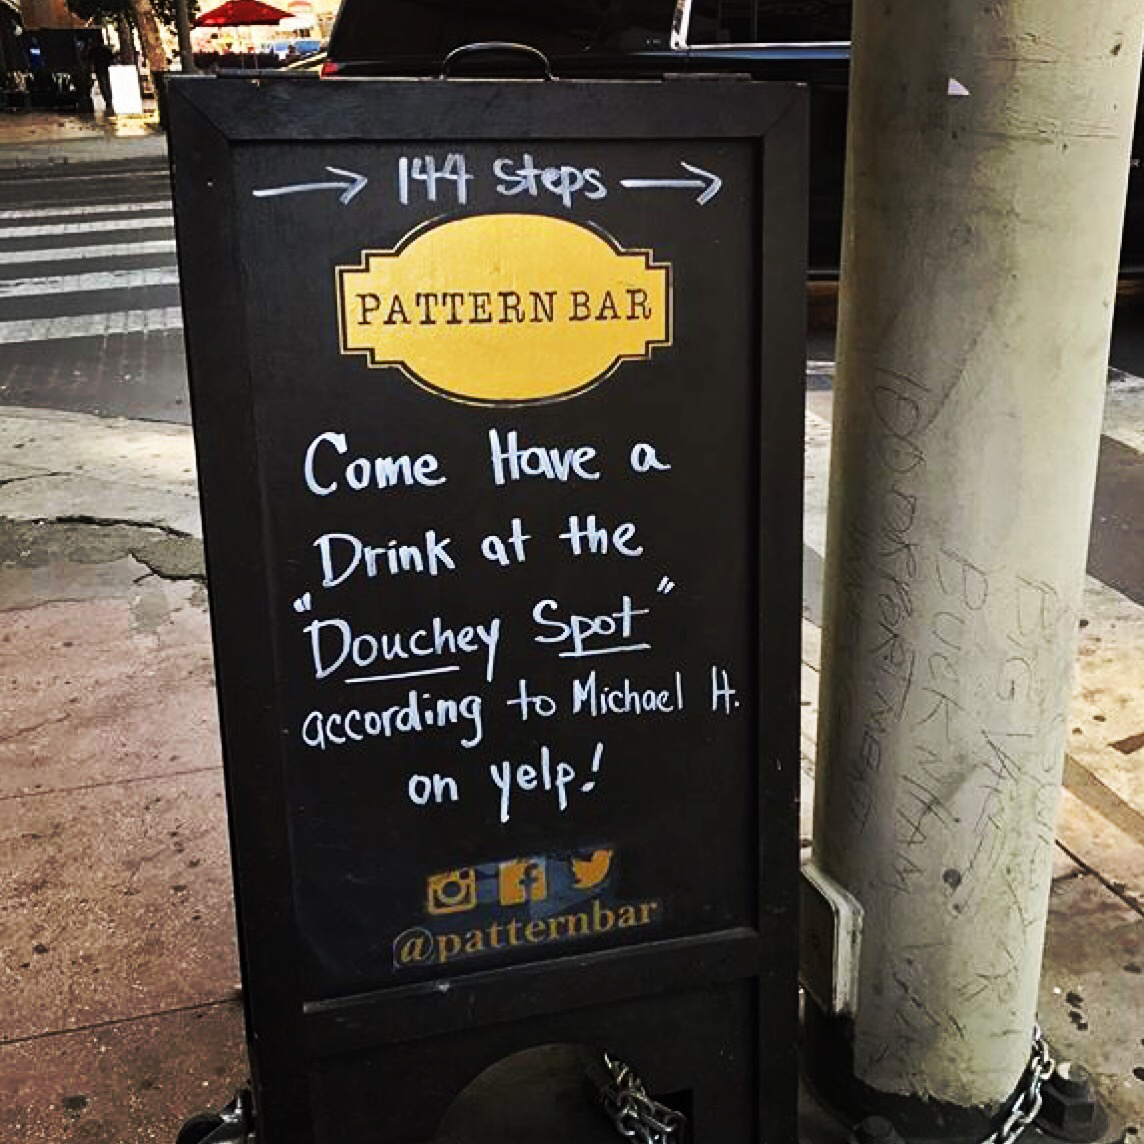 → 144 Steps →
PATTERN BAR
Come Have a
Drink at the
"Douchey Spot"
according to Michael H.
on yelp!
@patternbar